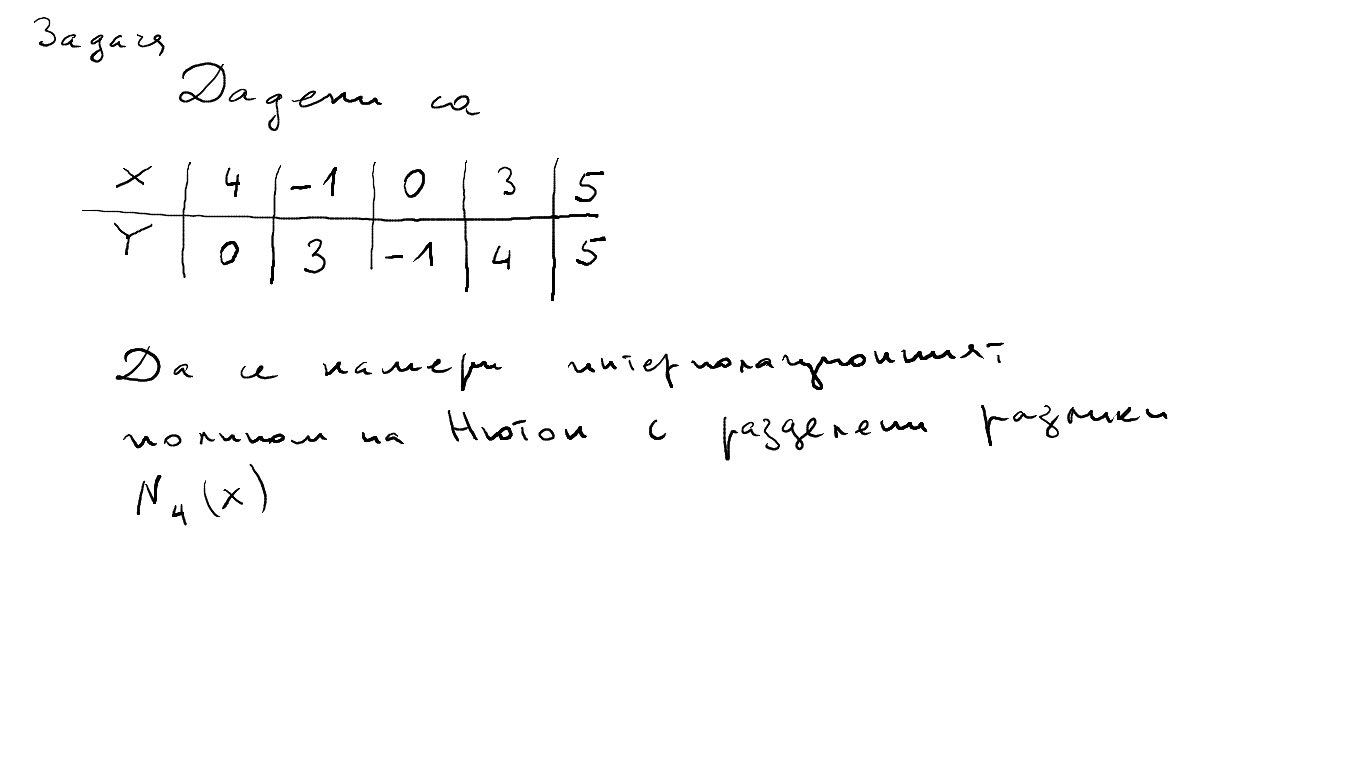 Задача
Дадени са
X | 4 | -1 | 0 | 3 | 5
Y | 0 | 3 | -1 | 4 | 5
Да се намери интерполационният
полином на Нютон с разделени разлики
N₄(x)